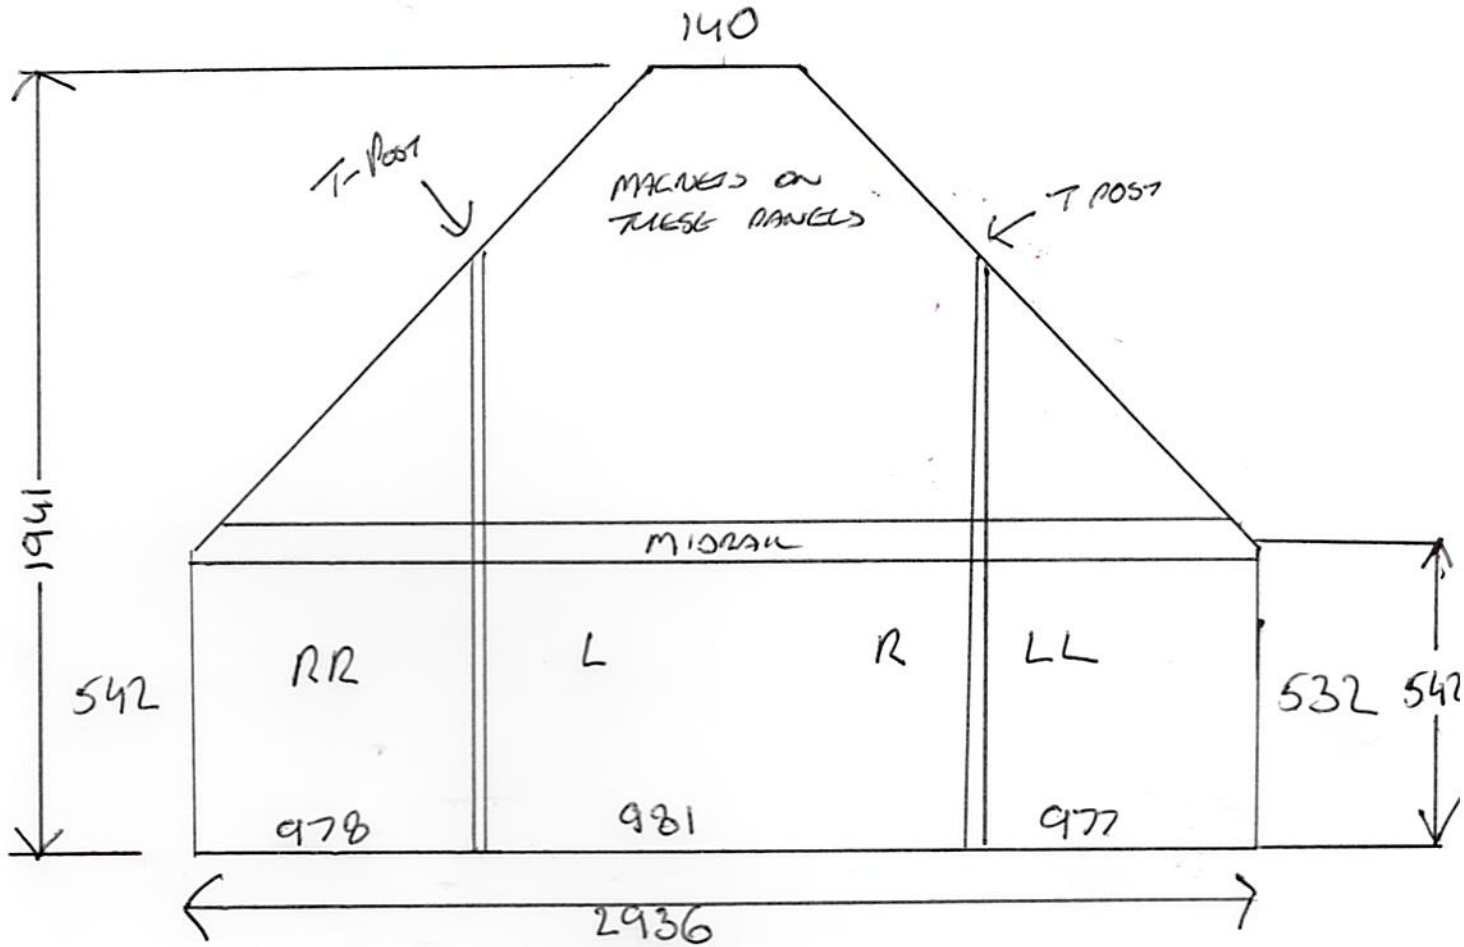 140
T-POST
MAGNETS ON
THESE PANELS
T POST
1941
MIDRAIL
RR
L
R
LL
542
532
542
978
981
977
2936